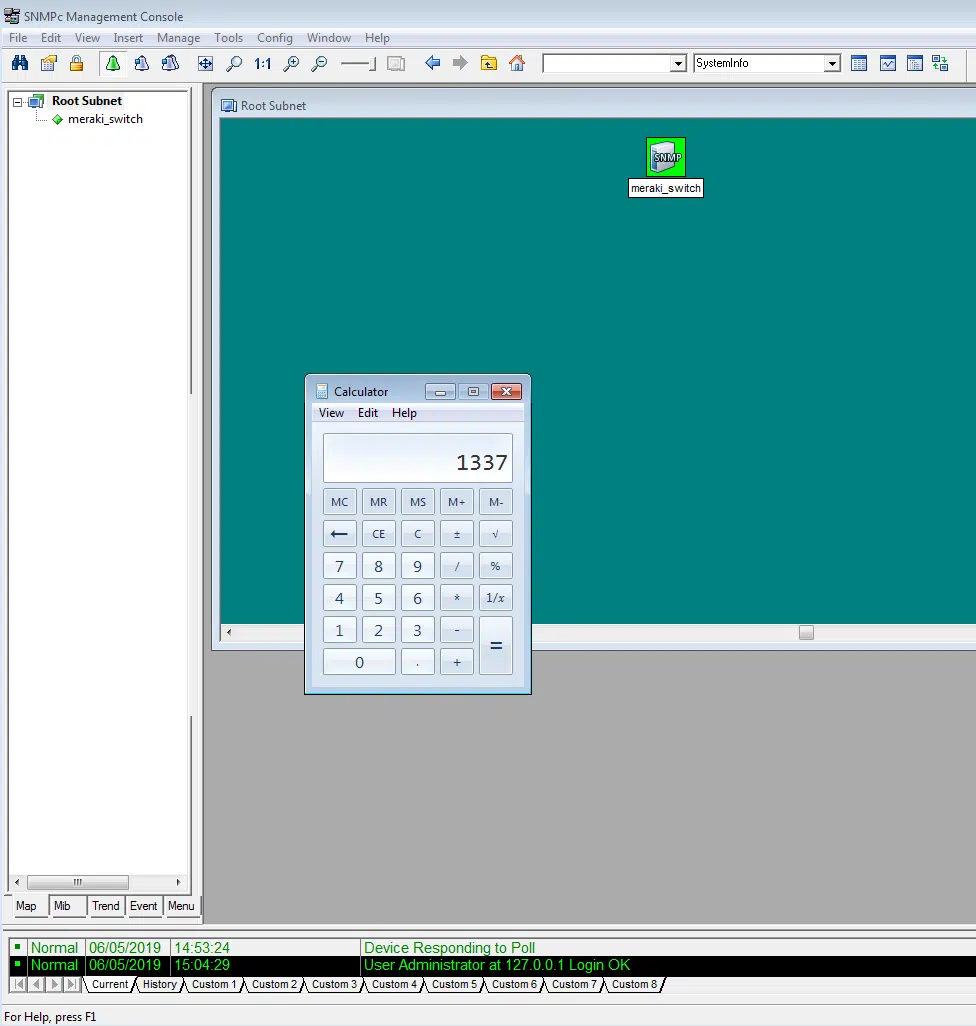 SNMPc Management Console
File Edit View Insert Manage Tools Config Window Help
1:1 SystemInfo
Root Subnet
meraki_switch
Root Subnet
SNMP
meraki_switch
Calculator
View Edit Help
1337
MC MR MS M+ M-
← CE C ± √
7 8 9 / %
4 5 6 * 1/x
1 2 3 - =
0 . +
Map Mib Trend Event Menu
Normal 06/05/2019 14:53:24 Device Responding to Poll
Normal 06/05/2019 15:04:29 User Administrator at 127.0.0.1 Login OK
Current History Custom 1 Custom 2 Custom 3 Custom 4 Custom 5 Custom 6 Custom 7 Custom 8
For Help, press F1